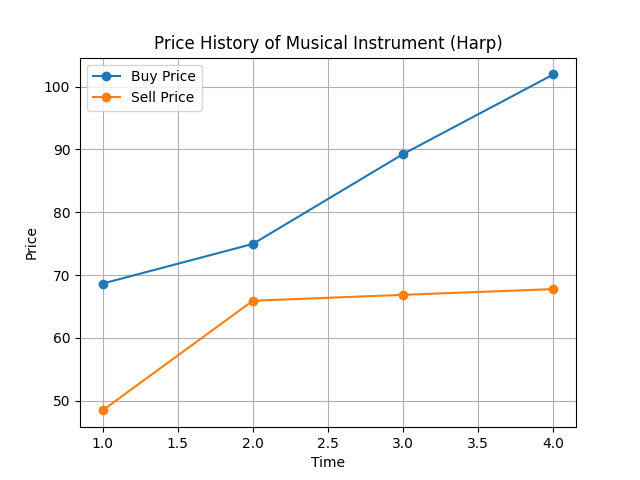 Price History of Musical Instrument (Harp)
Buy Price
Sell Price
100
90
80
70
60
50
Price
1.0 1.5 2.0 2.5 3.0 3.5 4.0
Time